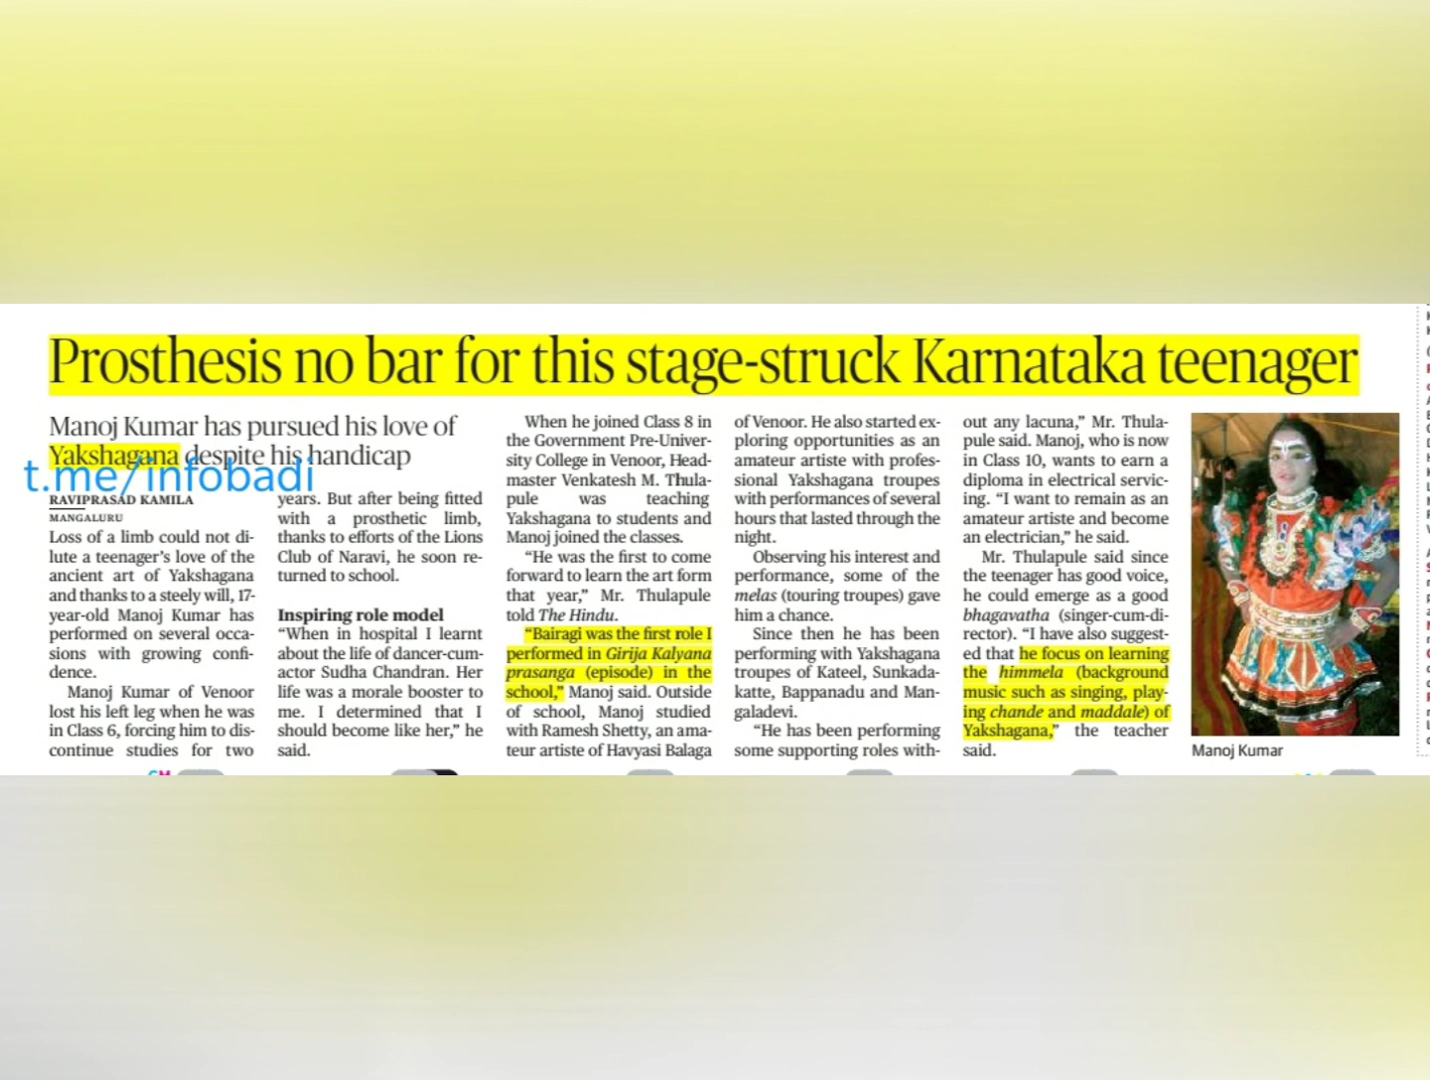 Prosthesis no bar for this stage-struck Karnataka teenager
Manoj Kumar has pursued his love of
Yakshagana despite his handicap
t.me/infobadi
RAVIPRASAD KAMILA
MANGALURU
Loss of a limb could not di-
lute a teenager's love of the
ancient art of Yakshagana
and thanks to a steely will, 17-
year-old Manoj Kumar has
performed on several occa-
sions with growing confi-
dence.
Manoj Kumar of Venoor
lost his left leg when he was
in Class 6, forcing him to dis-
continue studies for two
years. But after being fitted
with a prosthetic limb,
thanks to efforts of the Lions
Club of Naravi, he soon re-
turned to school.
Inspiring role model
“When in hospital I learnt
about the life of dancer-cum-
actor Sudha Chandran. Her
life was a morale booster to
me. I determined that I
should become like her,” he
said.
When he joined Class 8 in
the Government Pre-Univer-
sity College in Venoor, Head-
master Venkatesh M. Thula-
pule was teaching
Yakshagana to students and
Manoj joined the classes.
“He was the first to come
forward to learn the art form
that year,” Mr. Thulapule
told The Hindu.
“Bairagi was the first role I
performed in Girija Kalyana
prasanga (episode) in the
school,” Manoj said. Outside
of school, Manoj studied
with Ramesh Shetty, an ama-
teur artiste of Havyasi Balaga
of Venoor. He also started ex-
ploring opportunities as an
amateur artiste with profes-
sional Yakshagana troupes
with performances of several
hours that lasted through the
night.
Observing his interest and
performance, some of the
melas (touring troupes) gave
him a chance.
Since then he has been
performing with Yakshagana
troupes of Kateel, Sunkada-
katte, Bappanadu and Man-
galadevi.
“He has been performing
some supporting roles with-
out any lacuna,” Mr. Thula-
pule said. Manoj, who is now
in Class 10, wants to earn a
diploma in electrical servic-
ing. “I want to remain as an
amateur artiste and become
an electrician,” he said.
Mr. Thulapule said since
the teenager has good voice,
he could emerge as a good
bhagavatha (singer-cum-di-
rector). “I have also suggest-
ed that he focus on learning
the himmela (background
music such as singing, play-
ing chande and maddale) of
Yakshagana,” the teacher
said.
Manoj Kumar